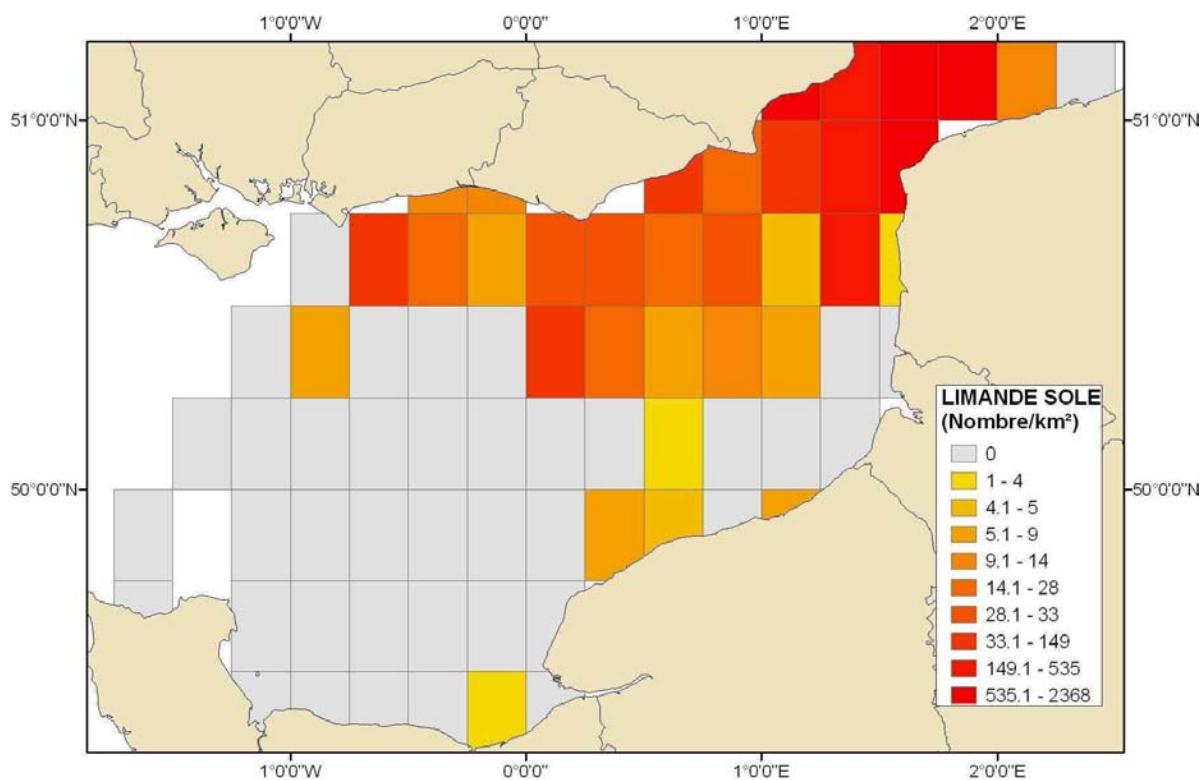 1°0'0"W 0°0'0" 1°0'0"E 2°0'0"E
51°0'0"N 51°0'0"N
50°0'0"N 50°0'0"N
LIMANDE SOLE
(Nombre/km²)
0
1 - 4
4.1 - 5
5.1 - 9
9.1 - 14
14.1 - 28
28.1 - 33
33.1 - 149
149.1 - 535
535.1 - 2368
1°0'0"W 0°0'0" 1°0'0"E 2°0'0"E